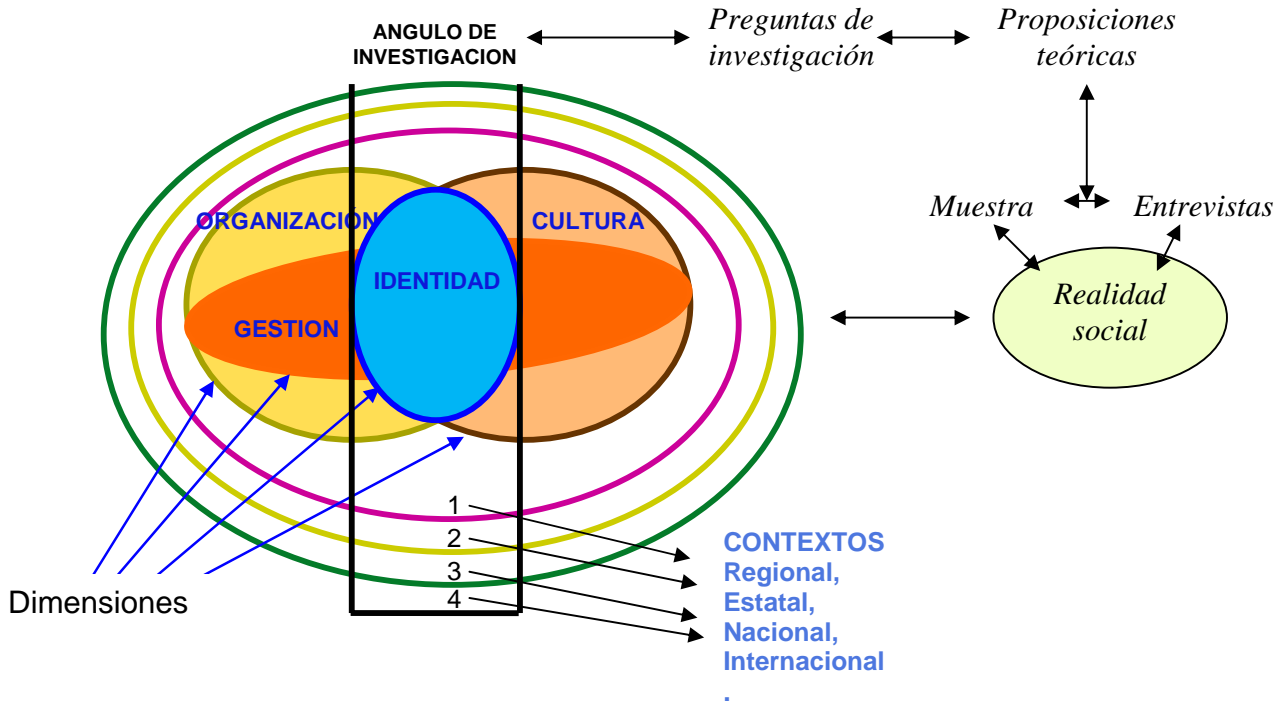 ANGULO DE
INVESTIGACION
Preguntas de
investigación
Proposiciones
teóricas
ORGANIZACIÓN
CULTURA
IDENTIDAD
GESTION
Muestra
Entrevistas
Realidad
social
1
2
3
4
CONTEXTOS
Regional,
Estatal,
Nacional,
Internacional
.
Dimensiones